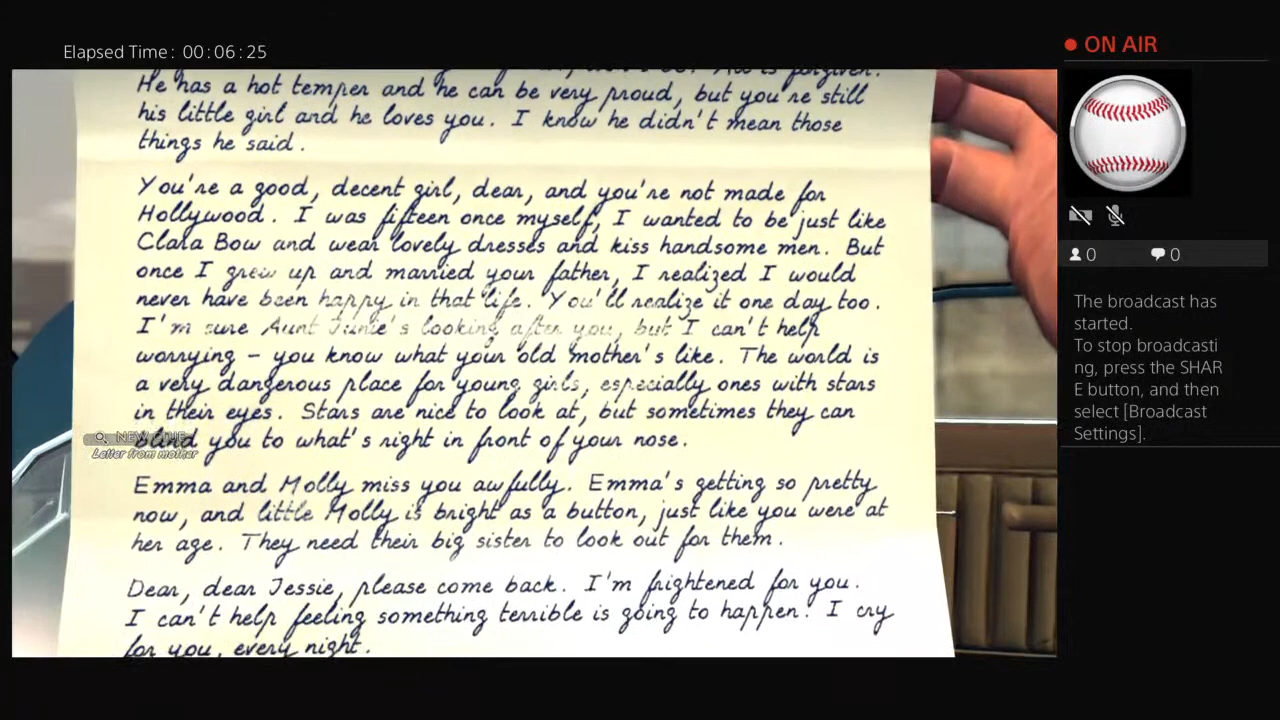 Elapsed Time: 00:06:25
ON AIR
He has a hot temper and he can be very proud, but you're still
his little girl and he loves you. I know he didn't mean those
things he said.
You're a good, decent girl, dear, and you're not made for
Hollywood. I was fifteen once myself, I wanted to be just like
Clara Bow and wear lovely dresses and kiss handsome men. But
once I grew up and married your father, I realized I would
never have been happy in that life. You'll realize it one day too.
I'm sure Aunt Junie's looking after you, but I can't help
worrying – you know what your old mother's like. The world is
a very dangerous place for young girls, especially ones with stars
in their eyes. Stars are nice to look at, but sometimes they can
blind you to what's right in front of your nose.
NEW CLUE
Letter from mother
Emma and Molly miss you awfully. Emma's getting so pretty
now, and little Molly is bright as a button, just like you were at
her age. They need their big sister to look out for them.
Dear, dear Jessie, please come back. I'm frightened for you.
I can't help feeling something terrible is going to happen. I cry
for you, every night.
0 0
The broadcast has
started.
To stop broadcasti
ng, press the SHAR
E button, and then
select [Broadcast
Settings].